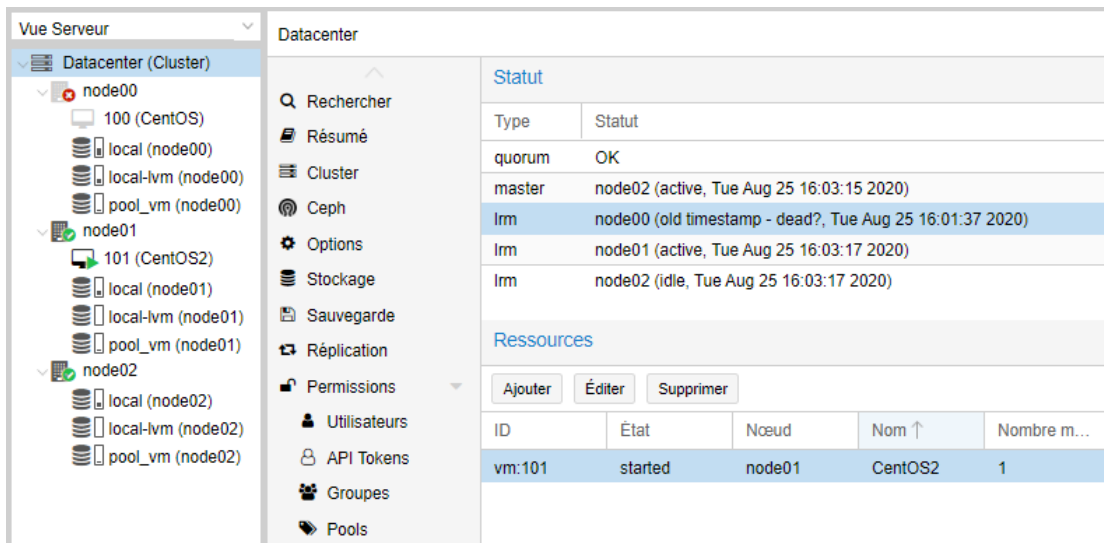 Vue Serveur
Datacenter (Cluster)
node00
100 (CentOS)
local (node00)
local-lvm (node00)
pool_vm (node00)
node01
101 (CentOS2)
local (node01)
local-lvm (node01)
pool_vm (node01)
node02
local (node02)
local-lvm (node02)
pool_vm (node02)
Datacenter
Rechercher
Résumé
Cluster
Ceph
Options
Stockage
Sauvegarde
Réplication
Permissions
Utilisateurs
API Tokens
Groupes
Pools
Statut
Type Statut
quorum OK
master node02 (active, Tue Aug 25 16:03:15 2020)
lrm node00 (old timestamp - dead?, Tue Aug 25 16:01:37 2020)
lrm node01 (active, Tue Aug 25 16:03:17 2020)
lrm node02 (idle, Tue Aug 25 16:03:17 2020)
Ressources
Ajouter Éditer Supprimer
ID État Nœud Nom ↑ Nombre m...
vm:101 started node01 CentOS2 1